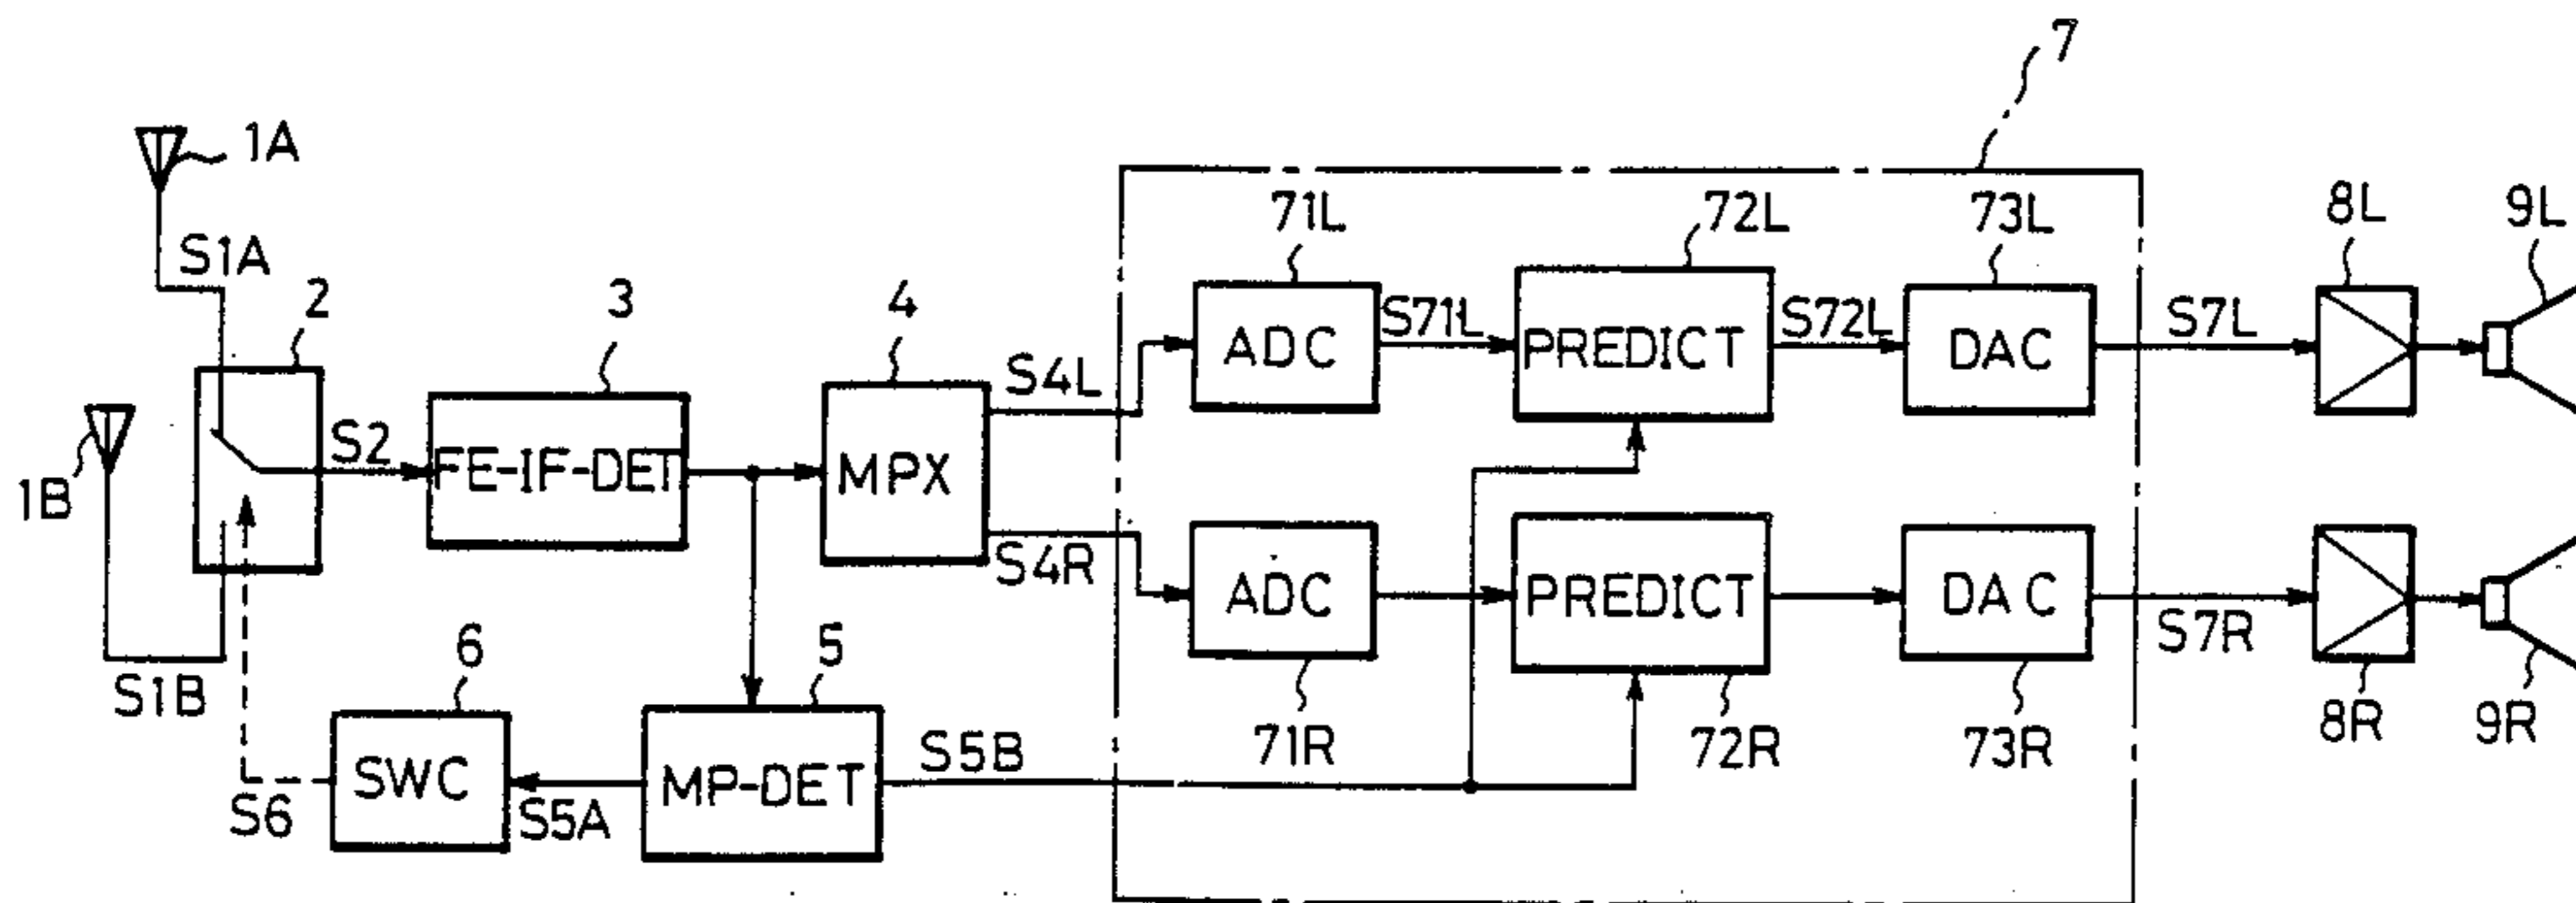 7
1A
71L
72L
73L
8L
9L
S1A
2
3
4
S4L
ADC
S71L
PREDICT
S72L
DAC
S7L
1B
S2
FE-IF-DET
MPX
S4R
ADC
PREDICT
DAC
S7R
S1B
6
5
71R
72R
73R
8R
9R
S6
SWC
S5A
MP-DET
S5B